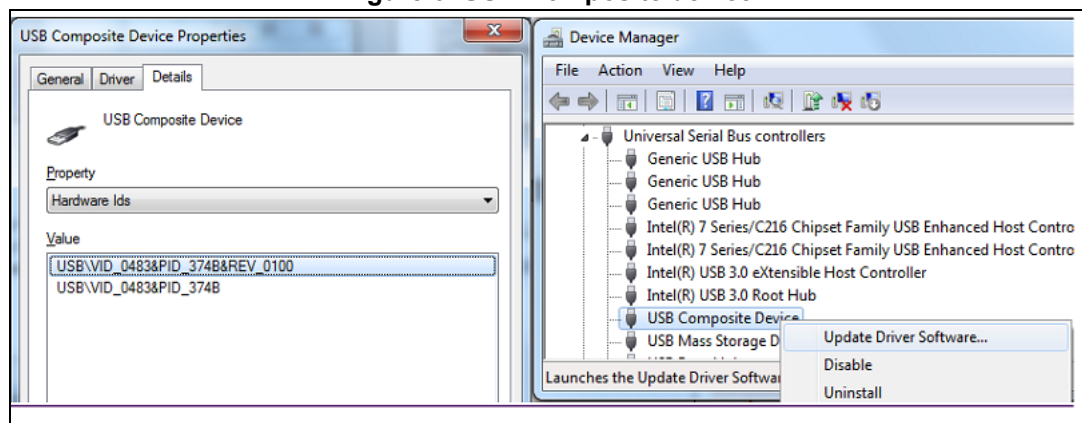 USB Composite Device Properties
General Driver Details
USB Composite Device
Property
Hardware Ids
Value
USB\VID_0483&PID_374B&REV_0100
USB\VID_0483&PID_374B
Device Manager
File Action View Help
Universal Serial Bus controllers
Generic USB Hub
Generic USB Hub
Generic USB Hub
Intel(R) 7 Series/C216 Chipset Family USB Enhanced Host Contro
Intel(R) 7 Series/C216 Chipset Family USB Enhanced Host Contro
Intel(R) USB 3.0 eXtensible Host Controller
Intel(R) USB 3.0 Root Hub
USB Composite Device
USB Mass Storage D
Launches the Update Driver Softwa
Update Driver Software...
Disable
Uninstall